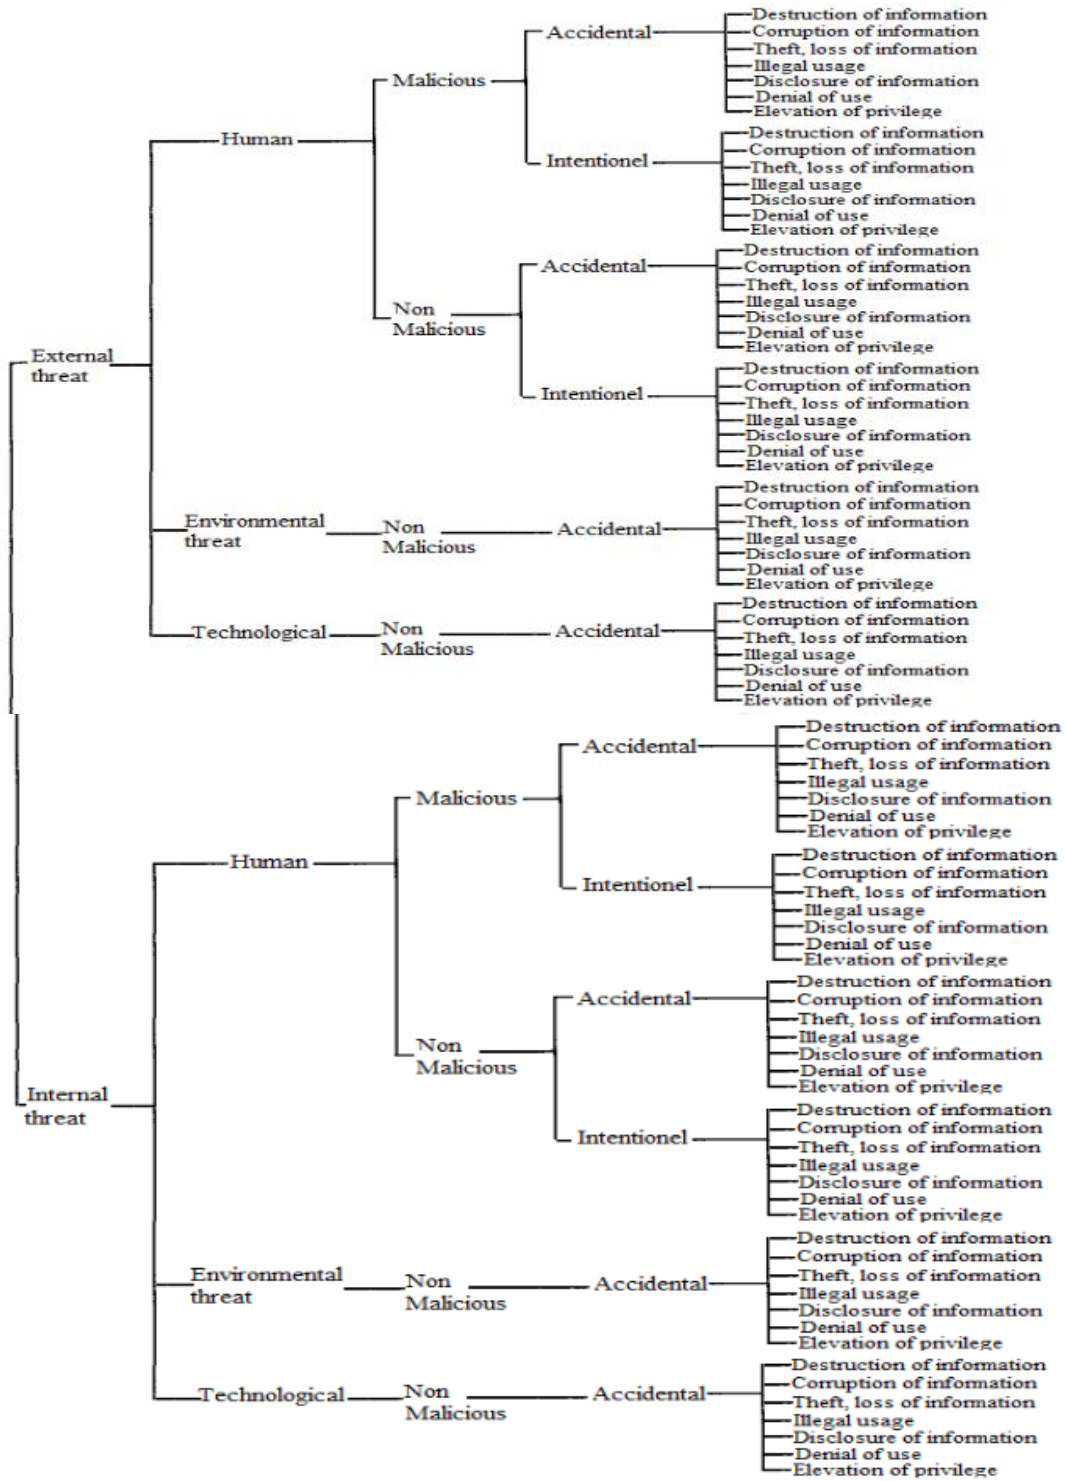 External
threat
Human
Malicious
Accidental
Destruction of information
Corruption of information
Theft, loss of information
Illegal usage
Disclosure of information
Denial of use
Elevation of privilege
Intentionel
Destruction of information
Corruption of information
Theft, loss of information
Illegal usage
Disclosure of information
Denial of use
Elevation of privilege
Non
Malicious
Accidental
Destruction of information
Corruption of information
Theft, loss of information
Illegal usage
Disclosure of information
Denial of use
Elevation of privilege
Intentionel
Destruction of information
Corruption of information
Theft, loss of information
Illegal usage
Disclosure of information
Denial of use
Elevation of privilege
Environmental
threat
Non
Malicious
Accidental
Destruction of information
Corruption of information
Theft, loss of information
Illegal usage
Disclosure of information
Denial of use
Elevation of privilege
Technological
Non
Malicious
Accidental
Destruction of information
Corruption of information
Theft, loss of information
Illegal usage
Disclosure of information
Denial of use
Elevation of privilege
Internal
threat
Human
Malicious
Accidental
Destruction of information
Corruption of information
Theft, loss of information
Illegal usage
Disclosure of information
Denial of use
Elevation of privilege
Intentionel
Destruction of information
Corruption of information
Theft, loss of information
Illegal usage
Disclosure of information
Denial of use
Elevation of privilege
Non
Malicious
Accidental
Destruction of information
Corruption of information
Theft, loss of information
Illegal usage
Disclosure of information
Denial of use
Elevation of privilege
Intentionel
Destruction of information
Corruption of information
Theft, loss of information
Illegal usage
Disclosure of information
Denial of use
Elevation of privilege
Environmental
threat
Non
Malicious
Accidental
Destruction of information
Corruption of information
Theft, loss of information
Illegal usage
Disclosure of information
Denial of use
Elevation of privilege
Technological
Non
Malicious
Accidental
Destruction of information
Corruption of information
Theft, loss of information
Illegal usage
Disclosure of information
Denial of use
Elevation of privilege